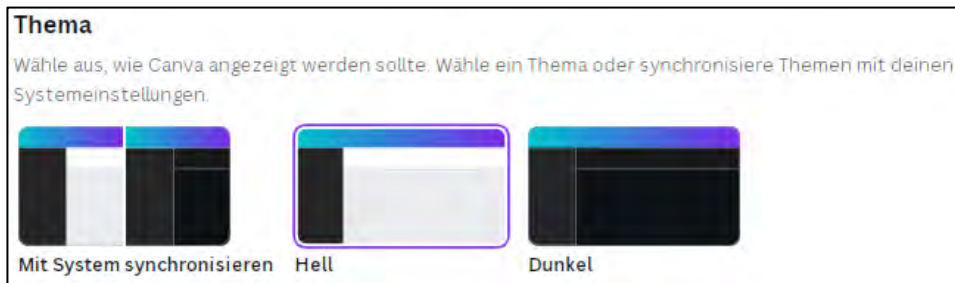 Thema
Wähle aus, wie Canva angezeigt werden sollte. Wähle ein Thema oder synchronisiere Themen mit deinen
Systemeinstellungen.
Mit System synchronisieren Hell Dunkel